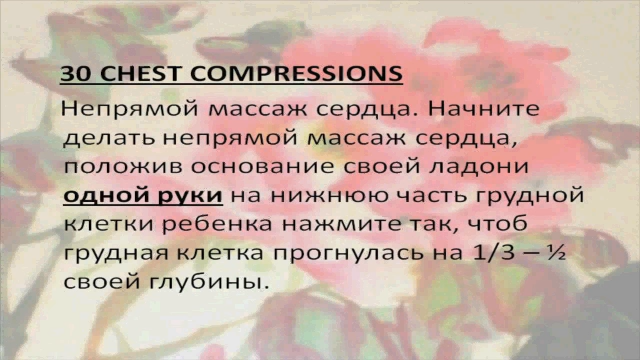 30 CHEST COMPRESSIONS
Непрямой массаж сердца. Начните
делать непрямой массаж сердца,
положив основание своей ладони
одной руки на нижнюю часть грудной
клетки ребенка нажмите так, чтоб
грудная клетка прогнулась на 1/3 – ½
своей глубины.